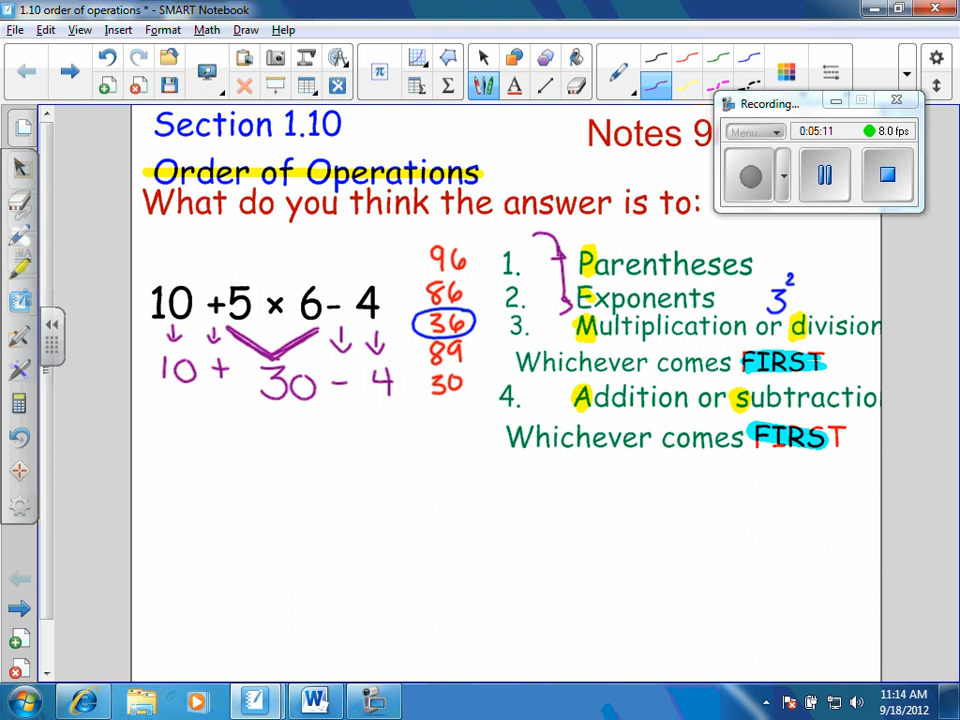 1.10 order of operations * - SMART Notebook
File Edit View Insert Format Math Draw Help
Recording...
Menu 0:05:11 8.0 fps
Section 1.10
Notes 9
Order of Operations
What do you think the answer is to:
10 +5 × 6- 4
10 + 30 - 4
96
86
36
89
30
1. Parentheses
2. Exponents 3²
3. Multiplication or division
Whichever comes FIRST
4. Addition or subtractio
Whichever comes FIRST
11:14 AM
9/18/2012